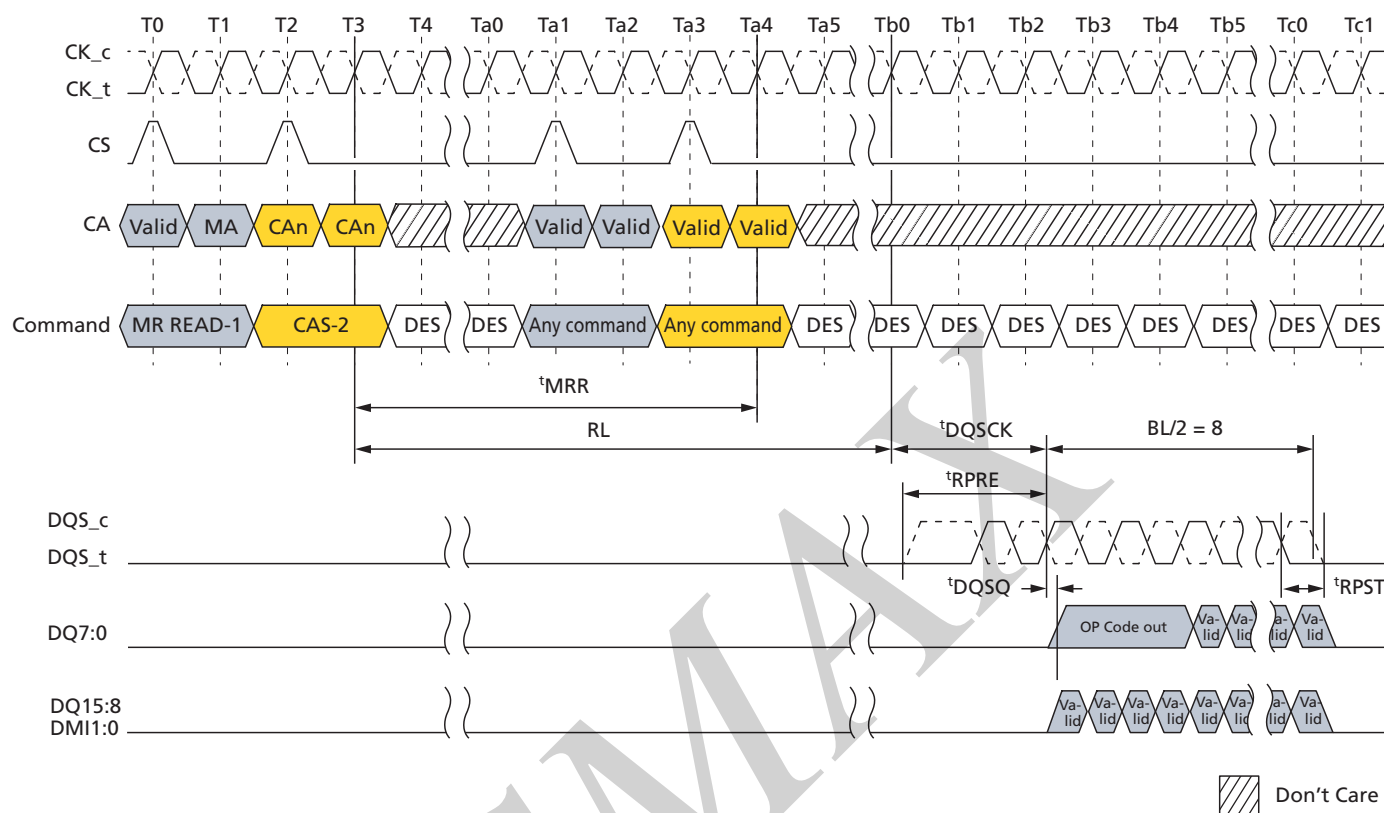 T0 T1 T2 T3 T4 Ta0 Ta1 Ta2 Ta3 Ta4 Ta5 Tb0 Tb1 Tb2 Tb3 Tb4 Tb5 Tc0 Tc1
CK_c
CK_t
CS
CA Valid MA CAn CAn Valid Valid Valid Valid
Command MR READ-1 CAS-2 DES DES Any command Any command DES DES DES DES DES DES DES DES DES
tMRR
RL tDQSCK BL/2 = 8
tRPRE
DQS_c
DQS_t
tDQSQ tRPST
DQ7:0 OP Code out Va-lid Va-lid a-lid Va-lid
DQ15:8
DMI1:0 Va-lid Va-lid Va-lid Va-lid Va-lid Va-lid a-lid Va-lid
Don't Care
MAX